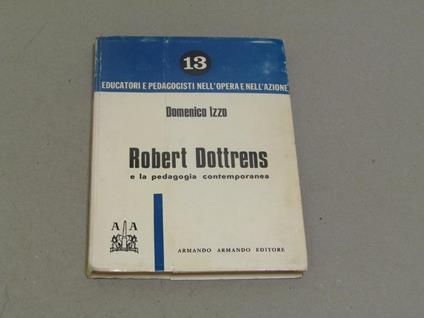 13
EDUCATORI E PEDAGOGISTI NELL'OPERA E NELL'AZIONE
Domenico Izzo
Robert Dottrens
e la pedagogia contemporanea
A A
ARMANDO ARMANDO EDITORE